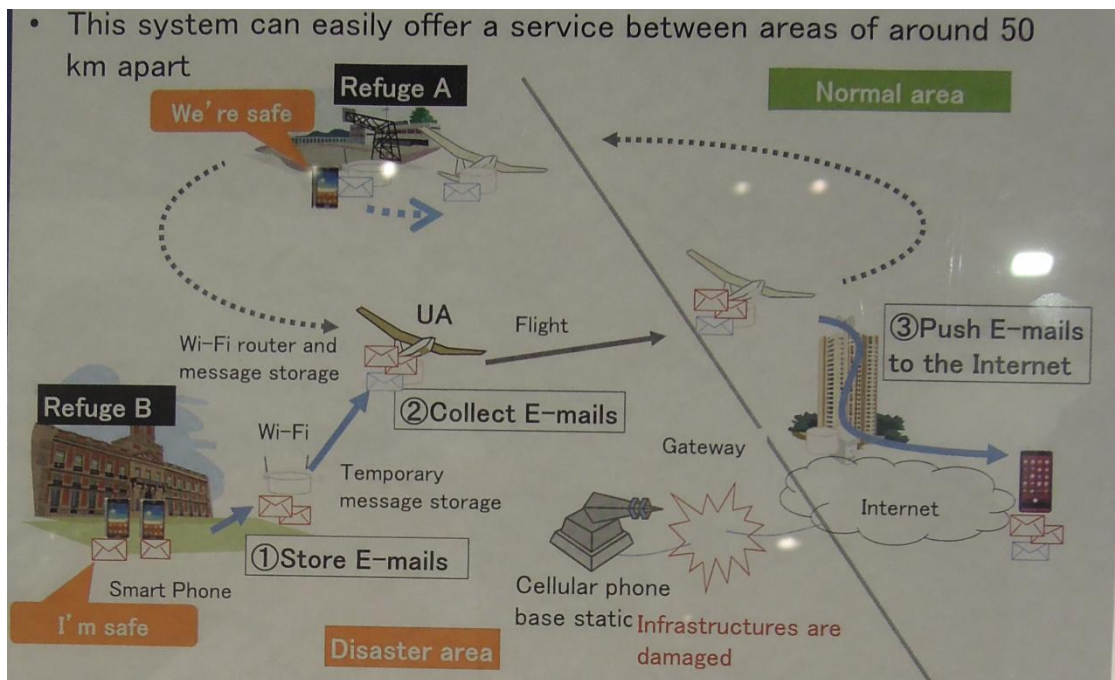 • This system can easily offer a service between areas of around 50
km apart
Refuge A
Normal area
We're safe
UA
Flight
③Push E-mails
to the Internet
Wi-Fi router and
message storage
Refuge B
②Collect E-mails
Wi-Fi
Gateway
Temporary
message storage
Internet
①Store E-mails
Smart Phone
Cellular phone
base static
Infrastructures are
damaged
I'm safe
Disaster area